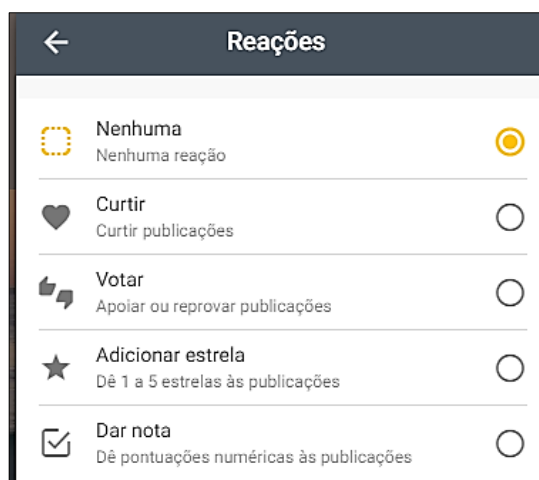 Reações
Nenhuma
Nenhuma reação
Curtir
Curtir publicações
Votar
Apoiar ou reprovar publicações
Adicionar estrela
Dê 1 a 5 estrelas às publicações
Dar nota
Dê pontuações numéricas às publicações